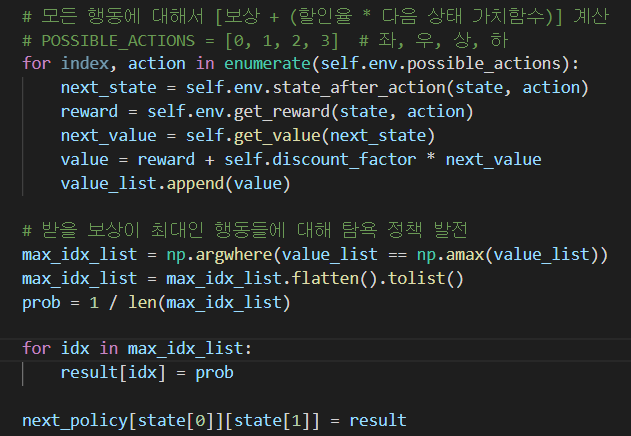 # 모든 행동에 대해서 [보상 + (할인율 * 다음 상태 가치함수)] 계산
# POSSIBLE_ACTIONS = [0, 1, 2, 3]  # 좌, 우, 상, 하
for index, action in enumerate(self.env.possible_actions):
    next_state = self.env.state_after_action(state, action)
    reward = self.env.get_reward(state, action)
    next_value = self.get_value(next_state)
    value = reward + self.discount_factor * next_value
    value_list.append(value)

# 받을 보상이 최대인 행동들에 대해 탐욕 정책 발전
max_idx_list = np.argwhere(value_list == np.amax(value_list))
max_idx_list = max_idx_list.flatten().tolist()
prob = 1 / len(max_idx_list)

for idx in max_idx_list:
    result[idx] = prob

next_policy[state[0]][state[1]] = result